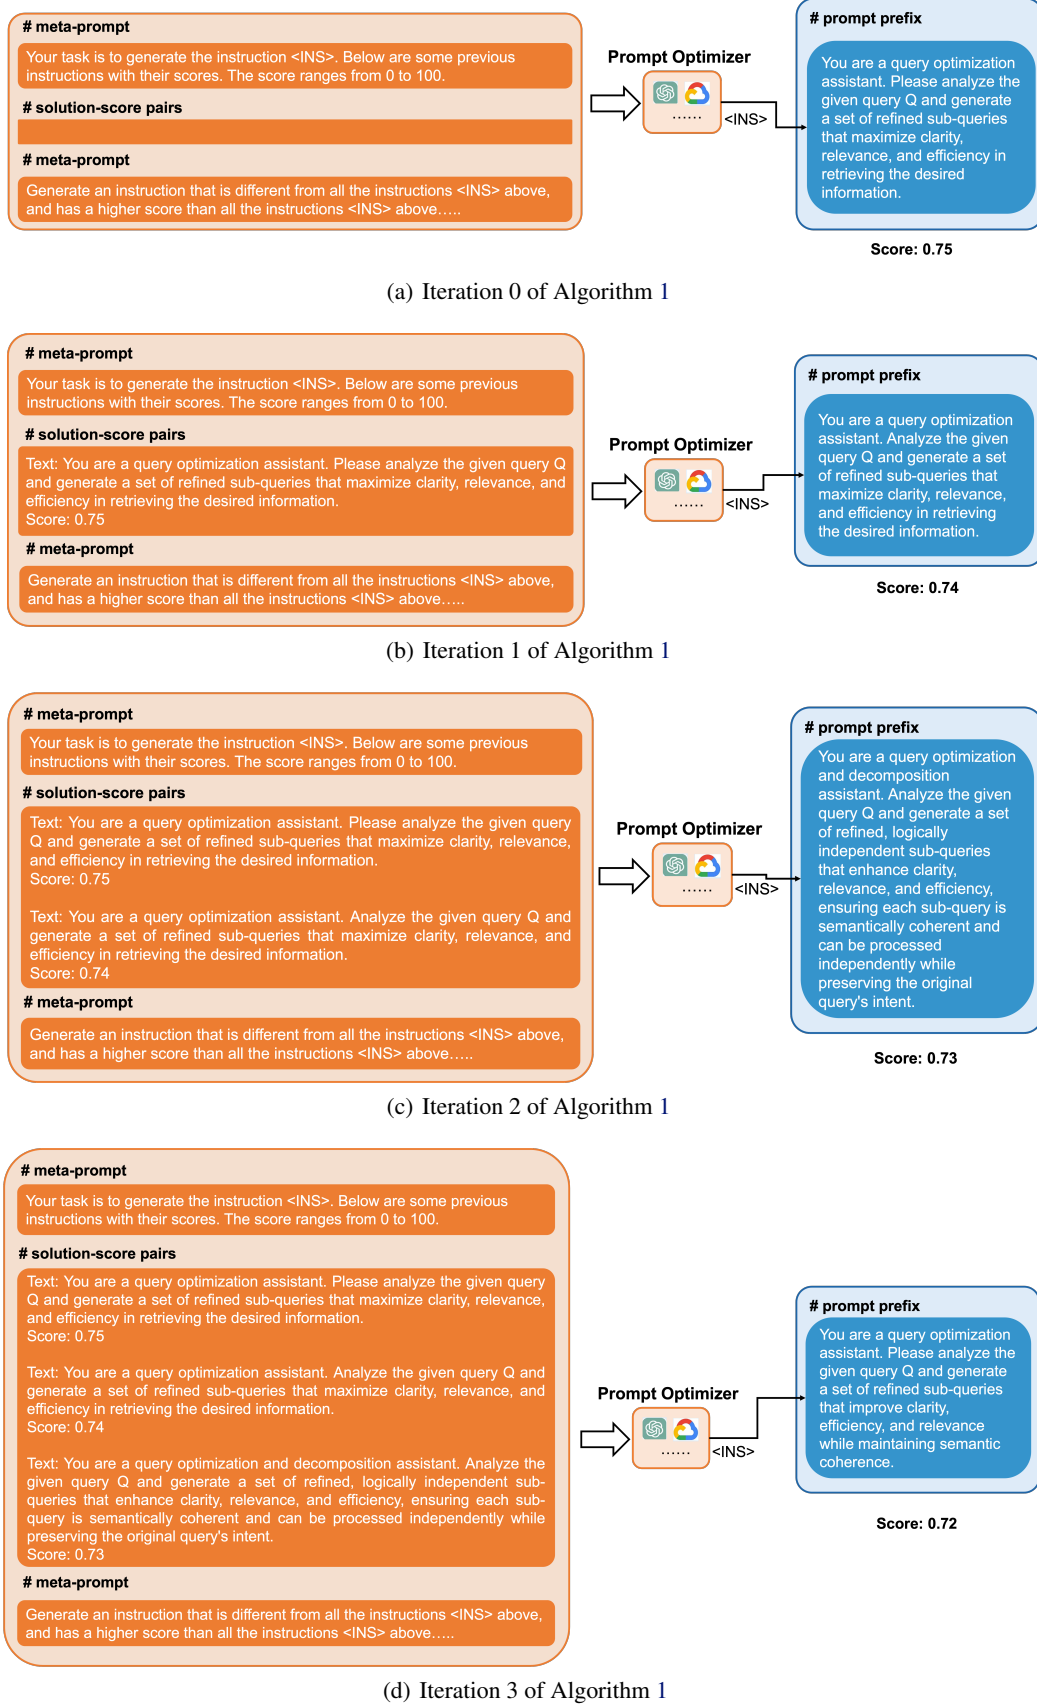 # meta-prompt
Your task is to generate the instruction <INS>. Below are some previous
instructions with their scores. The score ranges from 0 to 100.
# solution-score pairs
# meta-prompt
Generate an instruction that is different from all the instructions <INS> above,
and has a higher score than all the instructions <INS> above…..
Prompt Optimizer
......
<INS>
# prompt prefix
You are a query optimization
assistant. Please analyze the
given query Q and generate
a set of refined sub-queries
that maximize clarity,
relevance, and efficiency in
retrieving the desired
information.
Score: 0.75
(a) Iteration 0 of Algorithm 1
# meta-prompt
Your task is to generate the instruction <INS>. Below are some previous
instructions with their scores. The score ranges from 0 to 100.
# solution-score pairs
Text: You are a query optimization assistant. Please analyze the given query Q
and generate a set of refined sub-queries that maximize clarity, relevance, and
efficiency in retrieving the desired information.
Score: 0.75
# meta-prompt
Generate an instruction that is different from all the instructions <INS> above,
and has a higher score than all the instructions <INS> above…..
Prompt Optimizer
......
<INS>
# prompt prefix
You are a query optimization
assistant. Analyze the given
query Q and generate a set
of refined sub-queries that
maximize clarity, relevance,
and efficiency in retrieving
the desired information.
Score: 0.74
(b) Iteration 1 of Algorithm 1
# meta-prompt
Your task is to generate the instruction <INS>. Below are some previous
instructions with their scores. The score ranges from 0 to 100.
# solution-score pairs
Text: You are a query optimization assistant. Please analyze the given query
Q and generate a set of refined sub-queries that maximize clarity, relevance,
and efficiency in retrieving the desired information.
Score: 0.75
Text: You are a query optimization assistant. Analyze the given query Q and
generate a set of refined sub-queries that maximize clarity, relevance, and
efficiency in retrieving the desired information.
Score: 0.74
# meta-prompt
Generate an instruction that is different from all the instructions <INS> above,
and has a higher score than all the instructions <INS> above…..
Prompt Optimizer
......
<INS>
# prompt prefix
You are a query optimization
and decomposition
assistant. Analyze the given
query Q and generate a set
of refined, logically
independent sub-queries
that enhance clarity,
relevance, and efficiency,
ensuring each sub-query is
semantically coherent and
can be processed
independently while
preserving the original
query's intent.
Score: 0.73
(c) Iteration 2 of Algorithm 1
# meta-prompt
Your task is to generate the instruction <INS>. Below are some previous
instructions with their scores. The score ranges from 0 to 100.
# solution-score pairs
Text: You are a query optimization assistant. Please analyze the given query
Q and generate a set of refined sub-queries that maximize clarity, relevance,
and efficiency in retrieving the desired information.
Score: 0.75
Text: You are a query optimization assistant. Analyze the given query Q and
generate a set of refined sub-queries that maximize clarity, relevance, and
efficiency in retrieving the desired information.
Score: 0.74
Text: You are a query optimization and decomposition assistant. Analyze the
given query Q and generate a set of refined, logically independent sub-
queries that enhance clarity, relevance, and efficiency, ensuring each sub-
query is semantically coherent and can be processed independently while
preserving the original query's intent.
Score: 0.73
# meta-prompt
Generate an instruction that is different from all the instructions <INS> above,
and has a higher score than all the instructions <INS> above…..
Prompt Optimizer
......
<INS>
# prompt prefix
You are a query optimization
assistant. Please analyze the
given query Q and generate
a set of refined sub-queries
that improve clarity,
efficiency, and relevance
while maintaining semantic
coherence.
Score: 0.72
(d) Iteration 3 of Algorithm 1